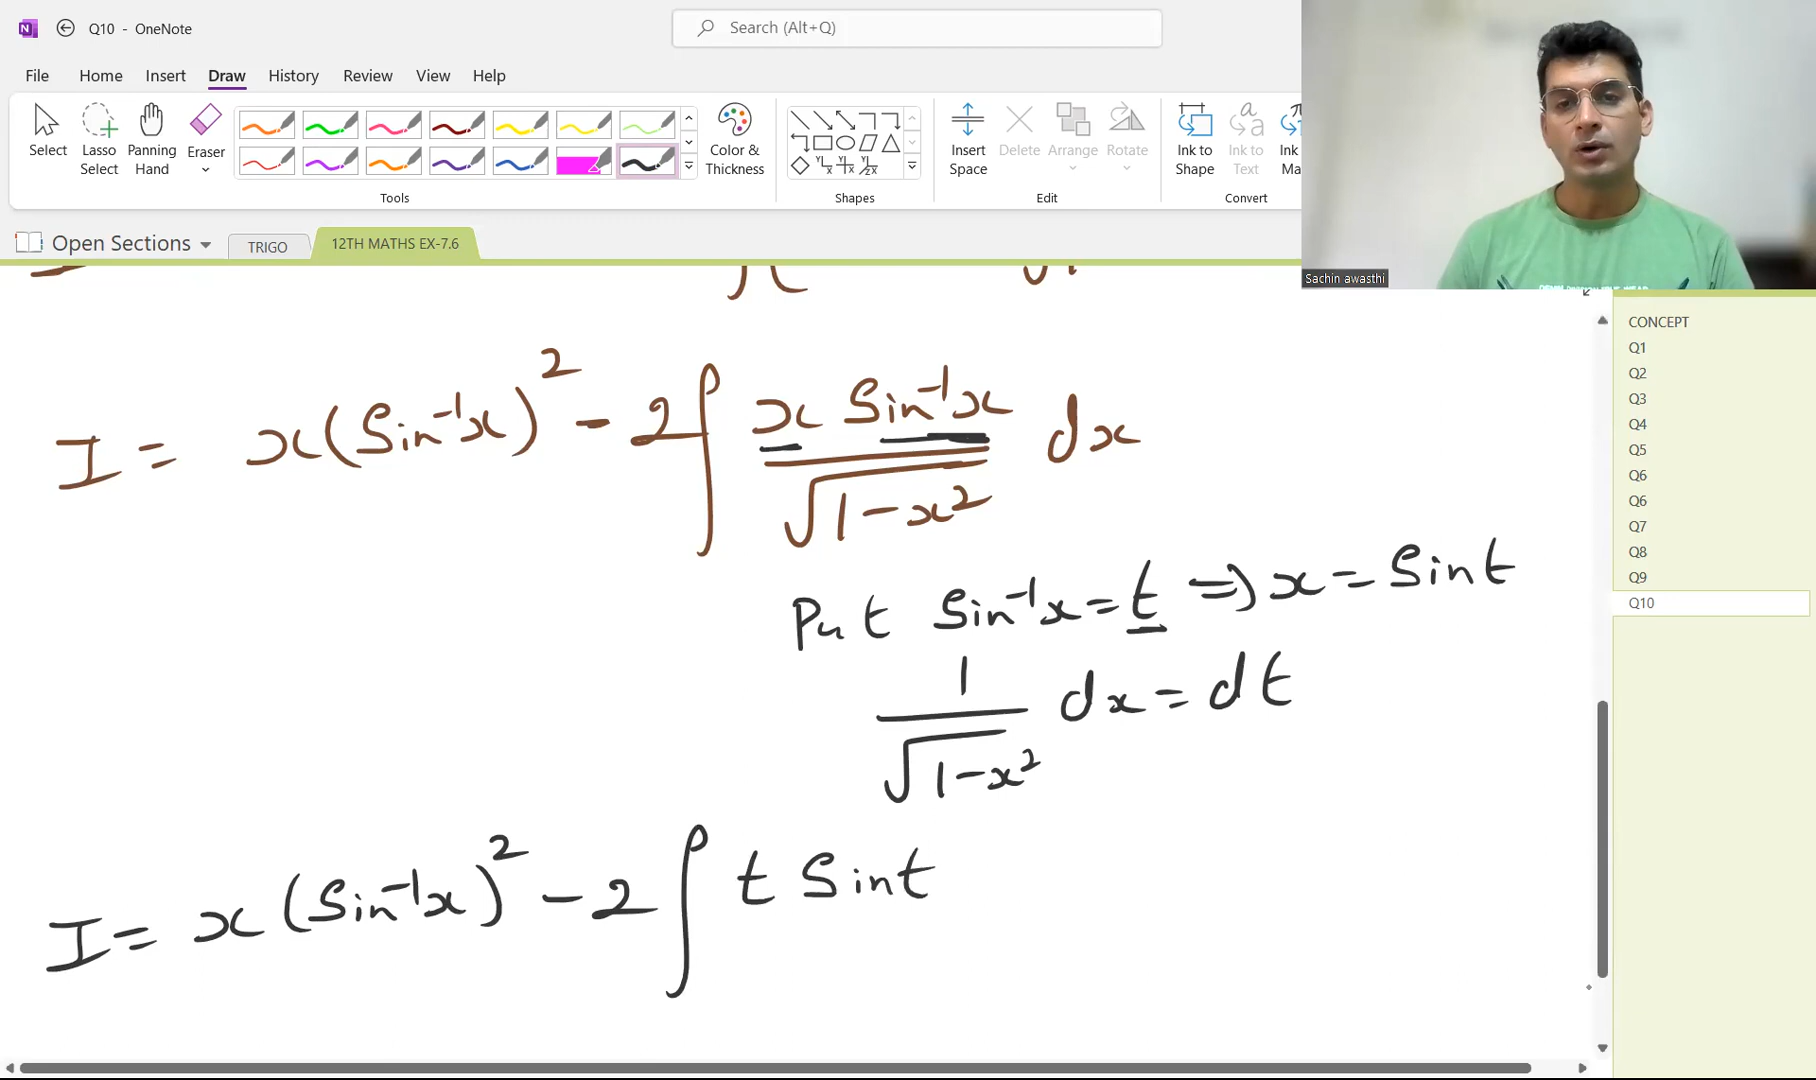 Q10 - OneNote
Search (Alt+Q)
File Home Insert Draw History Review View Help
Select
Lasso Select
Panning Hand
Eraser
Color & Thickness
Insert Space
Delete
Arrange
Rotate
Ink to Shape
Ink to Text
Ink
Ma
Tools
Shapes
Edit
Convert
Sachin awasthi
Open Sections
TRIGO
12TH MATHS EX-7.6
I = x(Sin⁻¹x)² - 2∫ x Sin⁻¹x / √(1-x²) dx
Put Sin⁻¹x = t ⇒ x = Sint
1/√(1-x²) dx = dt
I = x(Sin⁻¹x)² - 2∫ t Sint
CONCEPT
Q1
Q2
Q3
Q4
Q5
Q6
Q6
Q7
Q8
Q9
Q10